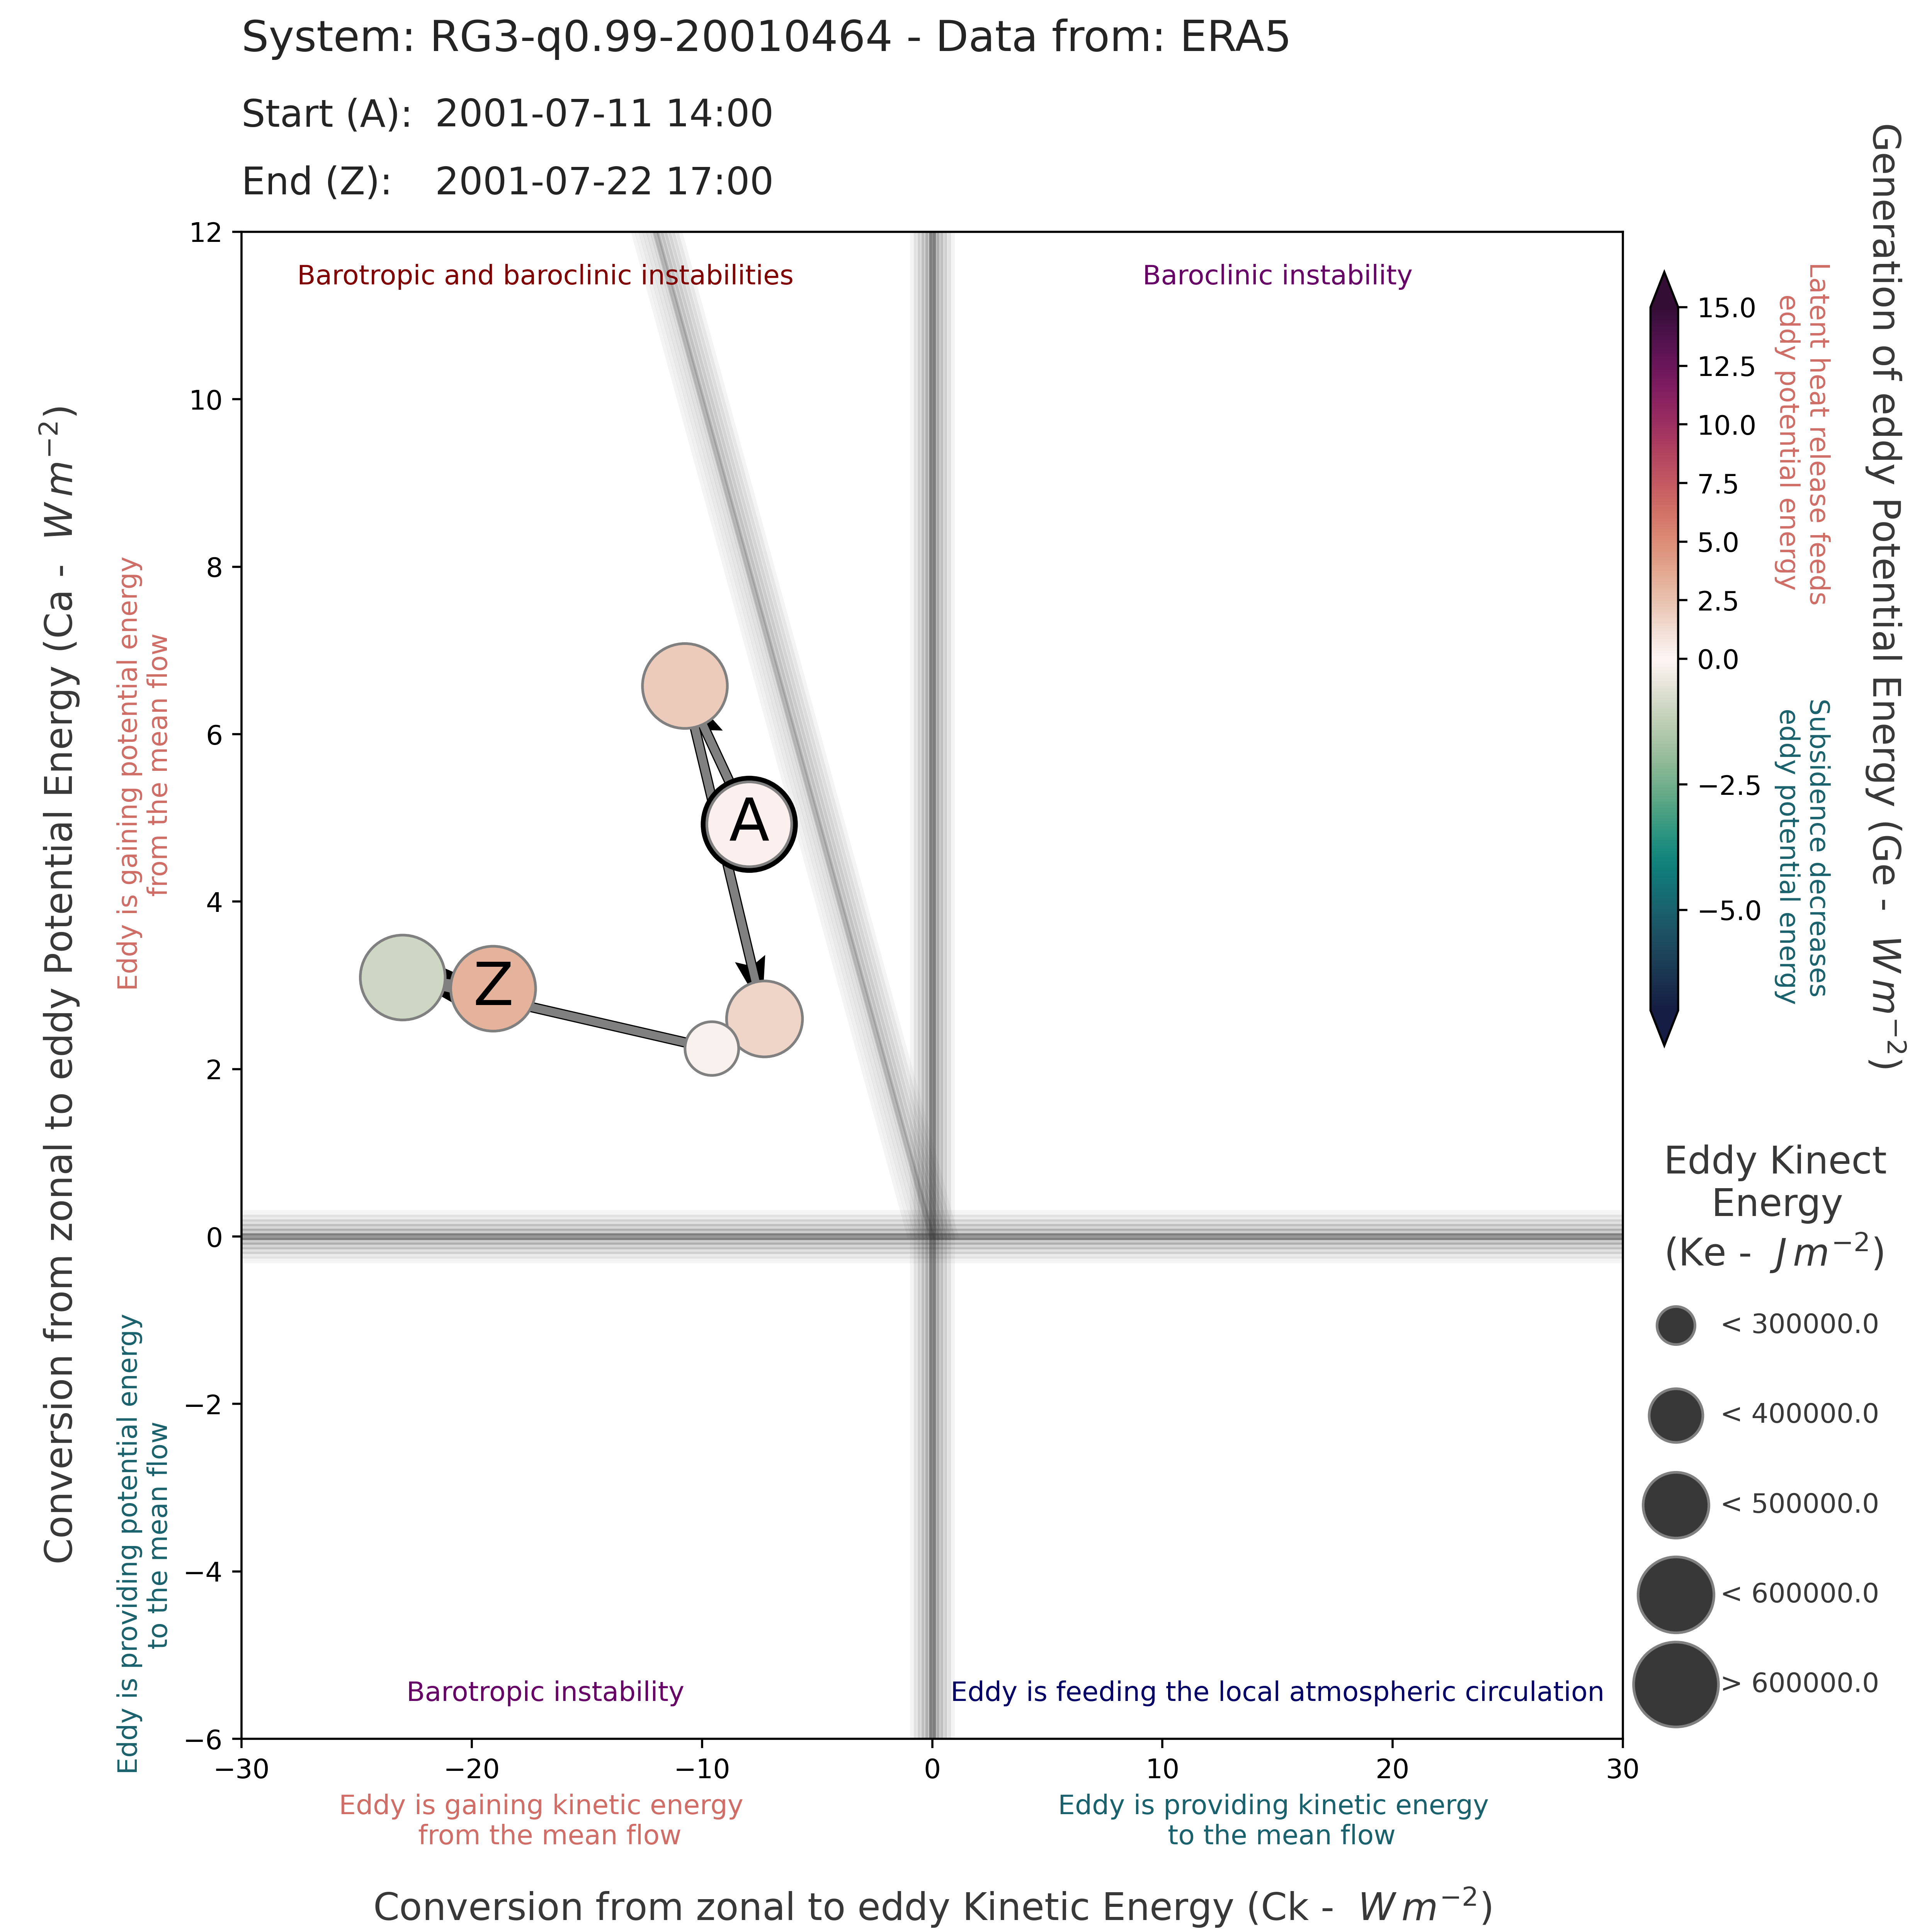 System: RG3-q0.99-20010464 - Data from: ERA5
Start (A): 2001-07-11 14:00
End (Z): 2001-07-22 17:00
Conversion from zonal to eddy Potential Energy (Ca - W m⁻²)
Eddy is gaining potential energy
from the mean flow
Eddy is providing potential energy
to the mean flow
12
10
8
6
4
2
0
−2
−4
−6
Barotropic and baroclinic instabilities
Baroclinic instability
A
Z
Barotropic instability
Eddy is feeding the local atmospheric circulation
−30
−20
−10
0
10
20
30
Eddy is gaining kinetic energy
from the mean flow
Eddy is providing kinetic energy
to the mean flow
Conversion from zonal to eddy Kinetic Energy (Ck - W m⁻²)
15.0
12.5
10.0
7.5
5.0
2.5
0.0
−2.5
−5.0
Latent heat release feeds
eddy potential energy
Subsidence decreases
eddy potential energy
Generation of eddy Potential Energy (Ge - W m⁻²)
Eddy Kinect
Energy
(Ke - J m⁻²)
< 300000.0
< 400000.0
< 500000.0
< 600000.0
> 600000.0